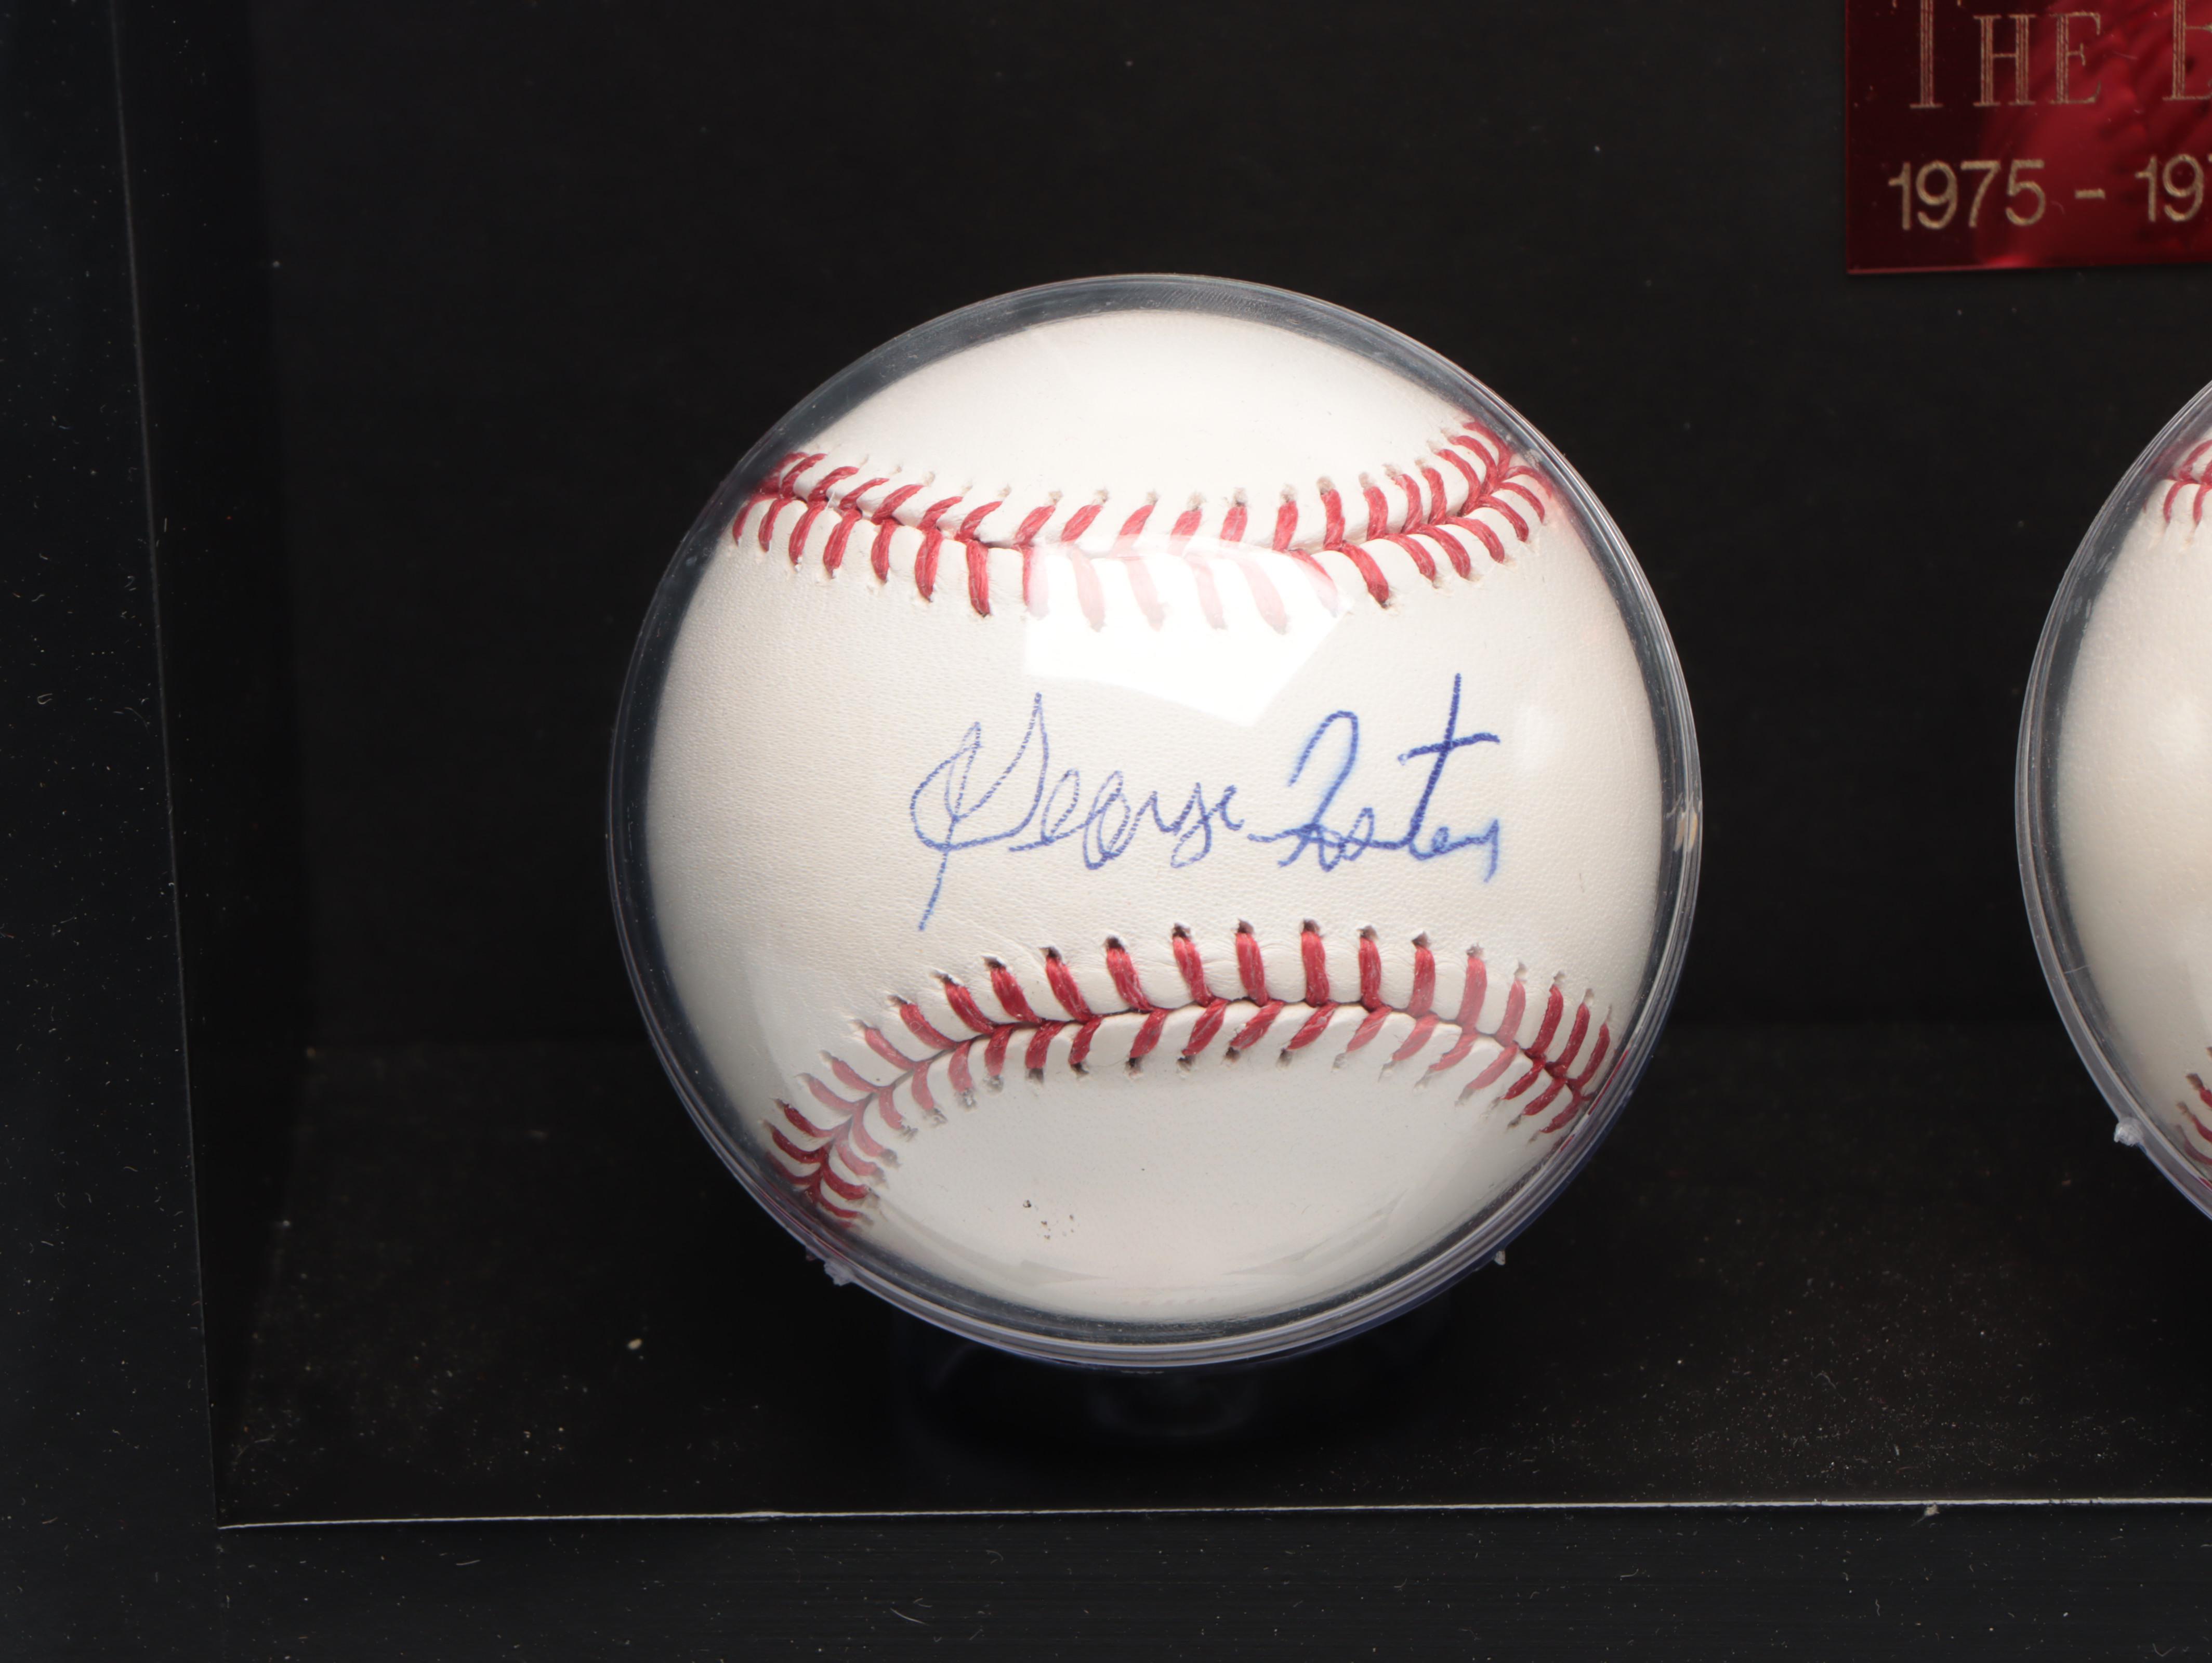 THE
1975 - 19
George Foster